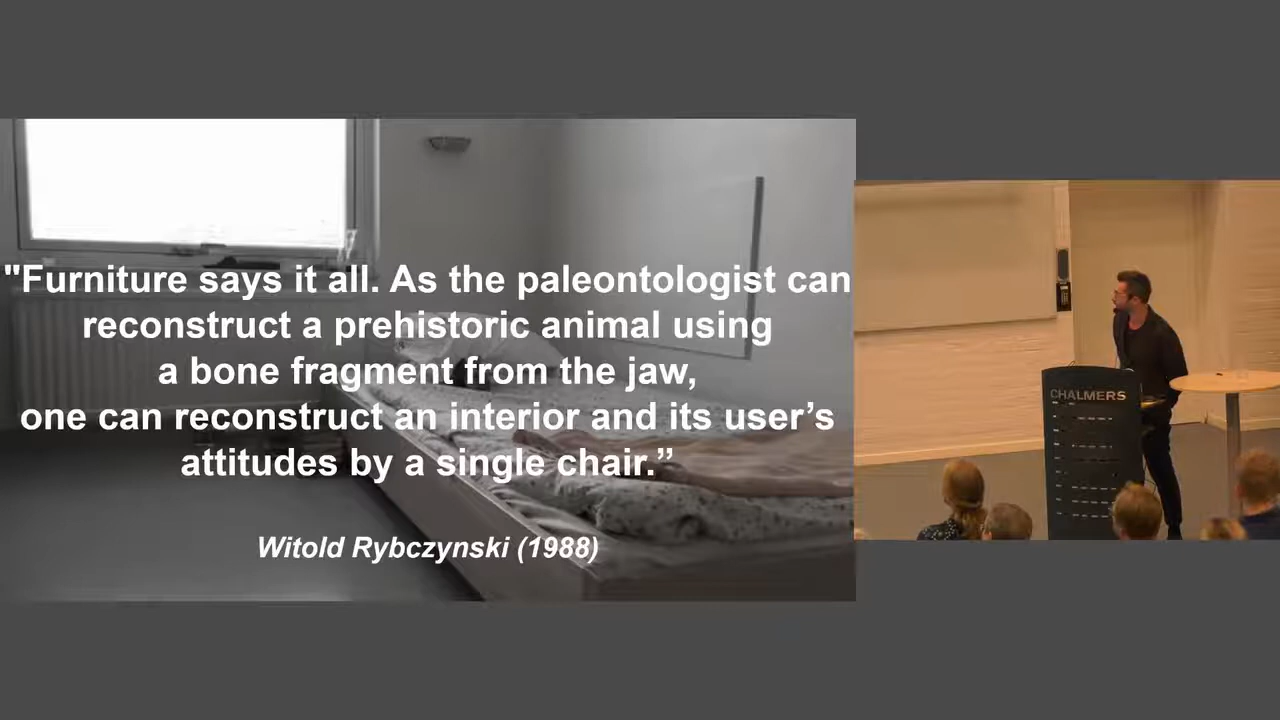 "Furniture says it all. As the paleontologist can
reconstruct a prehistoric animal using
a bone fragment from the jaw,
one can reconstruct an interior and its user’s
attitudes by a single chair.”
Witold Rybczynski (1988)
CHALMERS